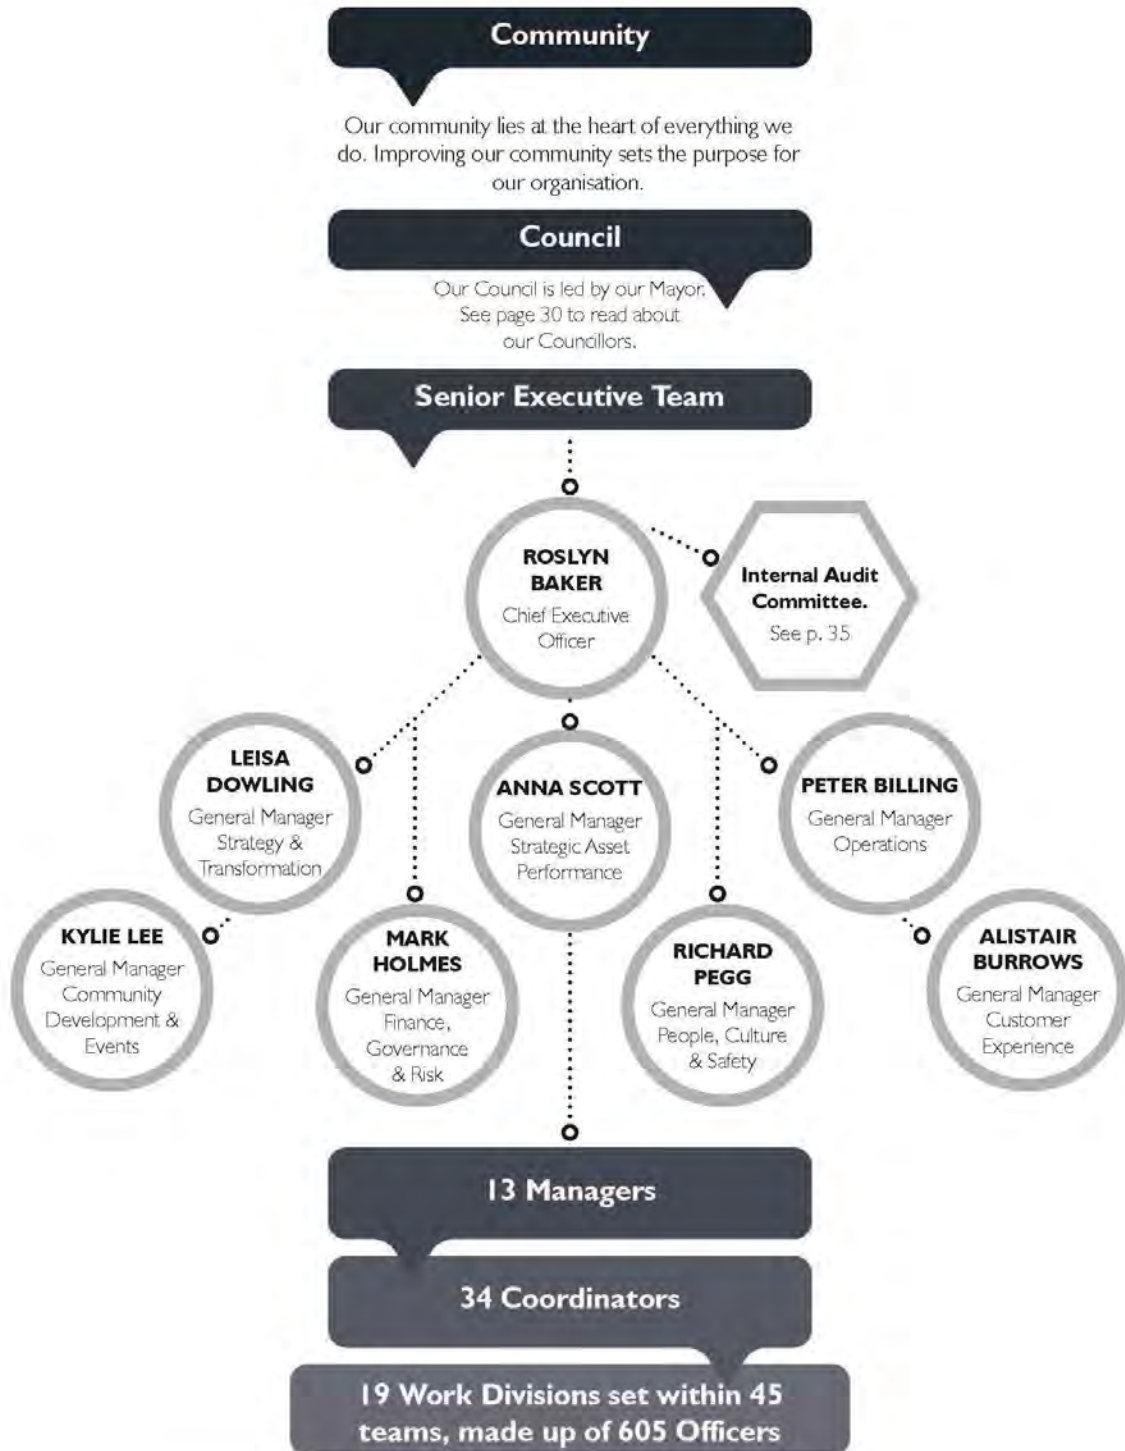 Community
Our community lies at the heart of everything we
do. Improving our community sets the purpose for
our organisation.
Council
Our Council is led by our Mayor.
See page 30 to read about
our Councillors.
Senior Executive Team
ROSLYN
BAKER
Chief Executive
Officer
Internal Audit
Committee.
See p. 35
LEISA
DOWLING
General Manager
Strategy &
Transformation
ANNA SCOTT
General Manager
Strategic Asset
Performance
PETER BILLING
General Manager
Operations
KYLIE LEE
General Manager
Community
Development &
Events
MARK
HOLMES
General Manager
Finance,
Governance
& Risk
RICHARD
PEGG
General Manager
People, Culture
& Safety
ALISTAIR
BURROWS
General Manager
Customer
Experience
13 Managers
34 Coordinators
19 Work Divisions set within 45
teams, made up of 605 Officers